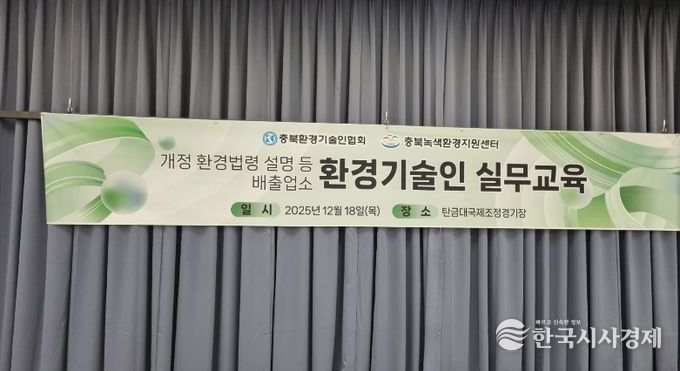 충북환경기술인협회 충북녹색환경지원센터
개정 환경법령 설명 등
배출업소 환경기술인 실무교육
일 시 2025년 12월 18일(목) 장 소 탄금대국제조정경기장
빠르고 신속한 정보
한국시사경제